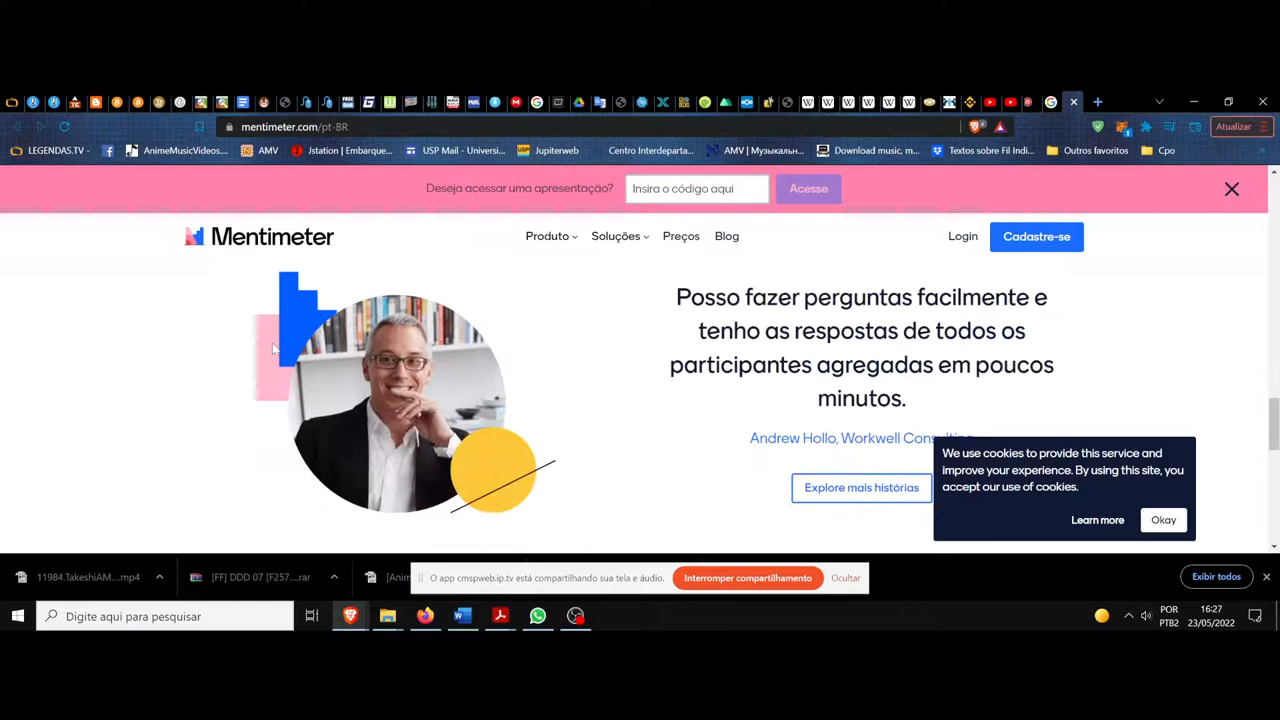 mentimeter.com/pt-BR
Atualizar
LEGENDAS.TV
AnimeMusicVideos...
AMV
Jstation | Embarque...
USP Mail - Universi...
Jupiterweb
Centro Interdeparta...
AMV | Музыкальн...
Download music, m...
Textos sobre Fil Indi...
Outros favoritos
Cpo
Deseja acessar uma apresentação?
Insira o código aqui
Acesse
Mentimeter
Produto
Soluções
Preços
Blog
Login
Cadastre-se
Posso fazer perguntas facilmente e
tenho as respostas de todos os
participantes agregadas em poucos
minutos.
Andrew Hollo, Workwell Consulting
Explore mais histórias
We use cookies to provide this service and
improve your experience. By using this site, you
accept our use of cookies.
Learn more
Okay
11984.TakeshiAM....mp4
[FF] DDD 07 [F257....rar
[Ani
O app cmspweb.ip.tv está compartilhando sua tela e áudio.
Interromper compartilhamento
Ocultar
Exibir todos
Digite aqui para pesquisar
POR
PTB2
16:27
23/05/2022